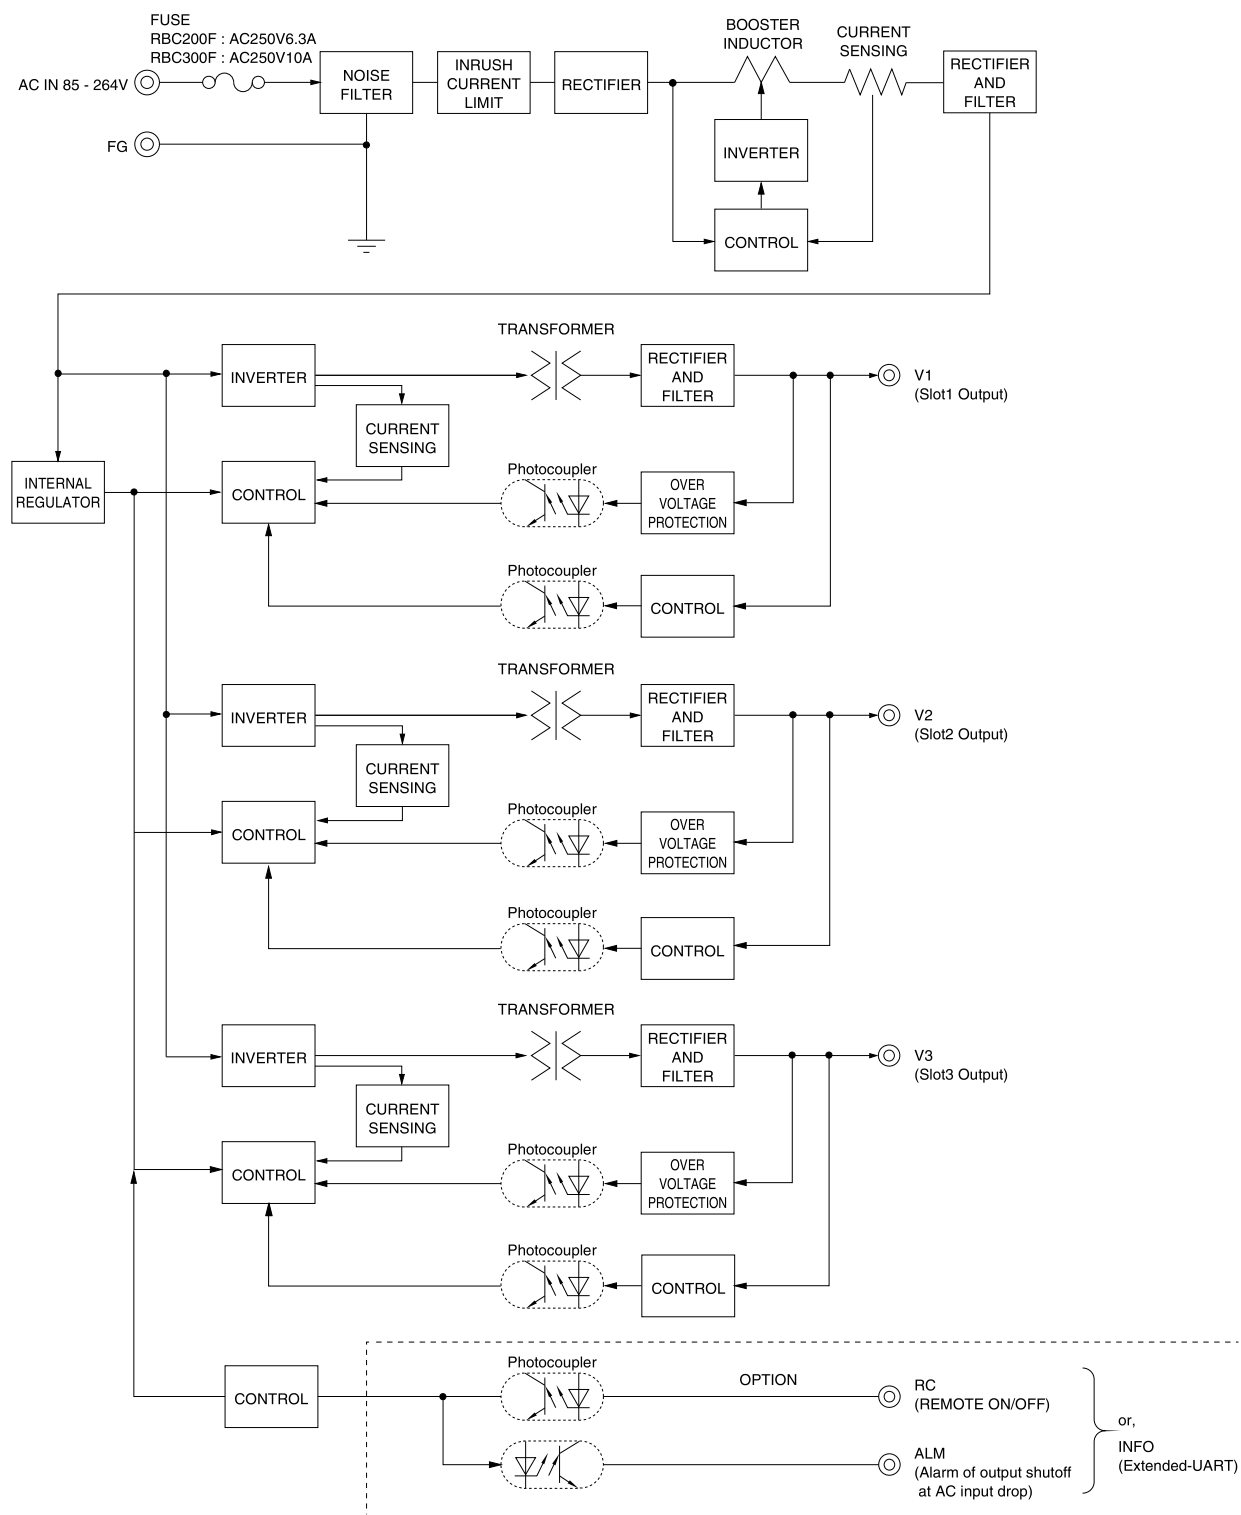 FUSE
RBC200F : AC250V6.3A
RBC300F : AC250V10A
AC IN 85 - 264V
NOISE
FILTER
INRUSH
CURRENT
LIMIT
RECTIFIER
BOOSTER
INDUCTOR
CURRENT
SENSING
RECTIFIER
AND
FILTER
FG
INVERTER
CONTROL
TRANSFORMER
INVERTER
RECTIFIER
AND
FILTER
V1
(Slot1 Output)
CURRENT
SENSING
INTERNAL
REGULATOR
CONTROL
Photocoupler
OVER
VOLTAGE
PROTECTION
Photocoupler
CONTROL
TRANSFORMER
INVERTER
RECTIFIER
AND
FILTER
V2
(Slot2 Output)
CURRENT
SENSING
CONTROL
Photocoupler
OVER
VOLTAGE
PROTECTION
Photocoupler
CONTROL
TRANSFORMER
INVERTER
RECTIFIER
AND
FILTER
V3
(Slot3 Output)
CURRENT
SENSING
CONTROL
Photocoupler
OVER
VOLTAGE
PROTECTION
Photocoupler
CONTROL
CONTROL
Photocoupler
OPTION
RC
(REMOTE ON/OFF)
ALM
(Alarm of output shutoff
at AC input drop)
or,
INFO
(Extended-UART)